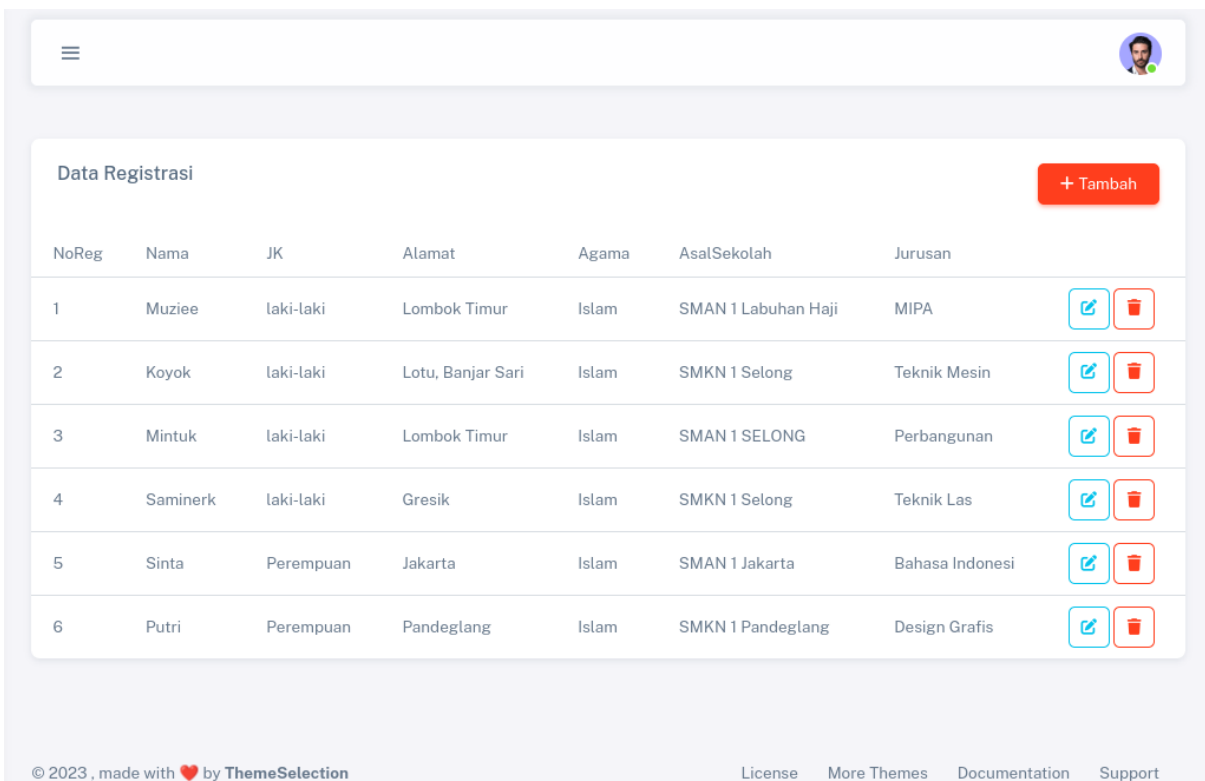 Data Registrasi
+ Tambah
NoReg Nama JK Alamat Agama AsalSekolah Jurusan
1 Muziee laki-laki Lombok Timur Islam SMAN 1 Labuhan Haji MIPA
2 Koyok laki-laki Lotu, Banjar Sari Islam SMKN 1 Selong Teknik Mesin
3 Mintuk laki-laki Lombok Timur Islam SMAN 1 SELONG Perbangunan
4 Saminerk laki-laki Gresik Islam SMKN 1 Selong Teknik Las
5 Sinta Perempuan Jakarta Islam SMAN 1 Jakarta Bahasa Indonesi
6 Putri Perempuan Pandeglang Islam SMKN 1 Pandeglang Design Grafis
© 2023 , made with ❤️ by ThemeSelection License More Themes Documentation Support